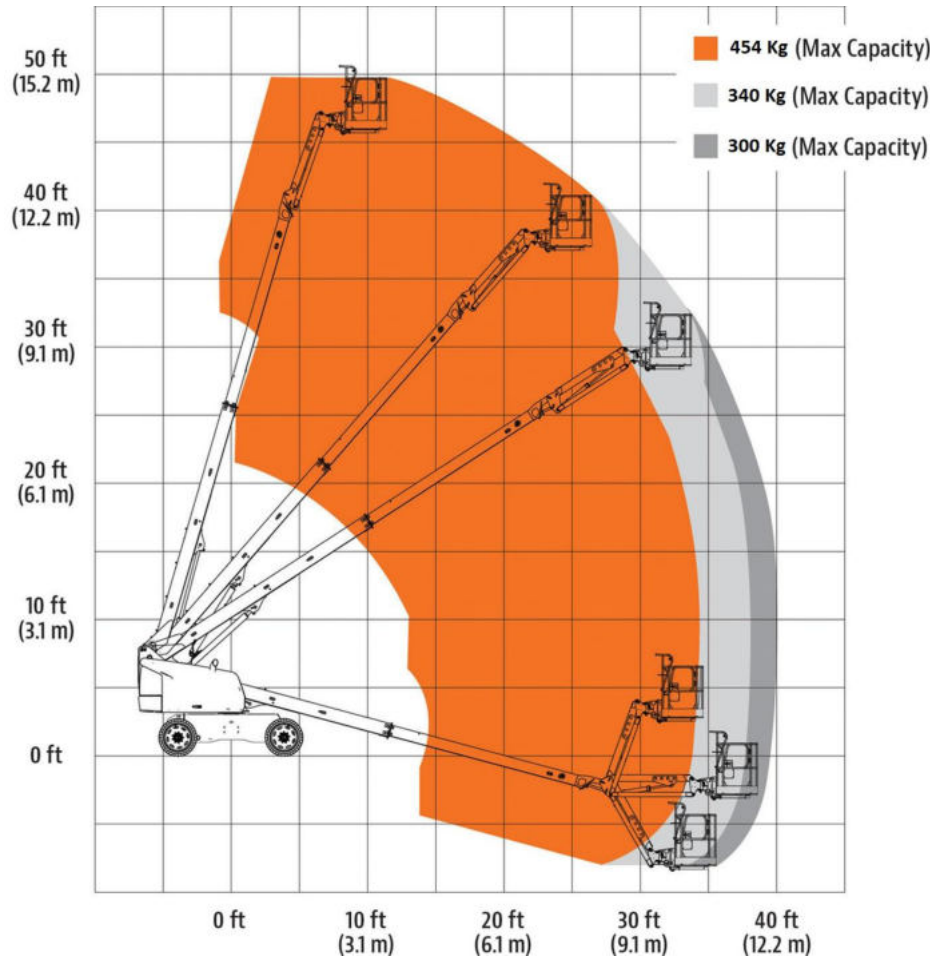 50 ft
(15.2 m)
454 Kg (Max Capacity)
340 Kg (Max Capacity)
300 Kg (Max Capacity)
40 ft
(12.2 m)
30 ft
(9.1 m)
20 ft
(6.1 m)
10 ft
(3.1 m)
0 ft
0 ft
10 ft
(3.1 m)
20 ft
(6.1 m)
30 ft
(9.1 m)
40 ft
(12.2 m)